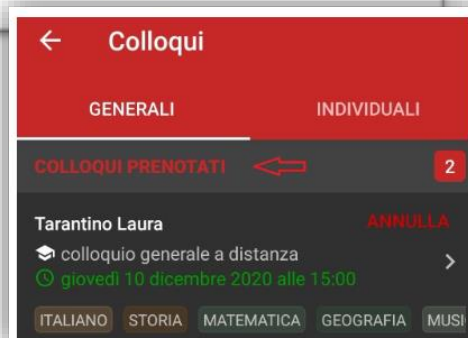 Colloqui
GENERALI INDIVIDUALI
COLLOQUI PRENOTATI 2
Tarantino Laura ANNULLA
colloquio generale a distanza
giovedì 10 dicembre 2020 alle 15:00
ITALIANO STORIA MATEMATICA GEOGRAFIA MUSI